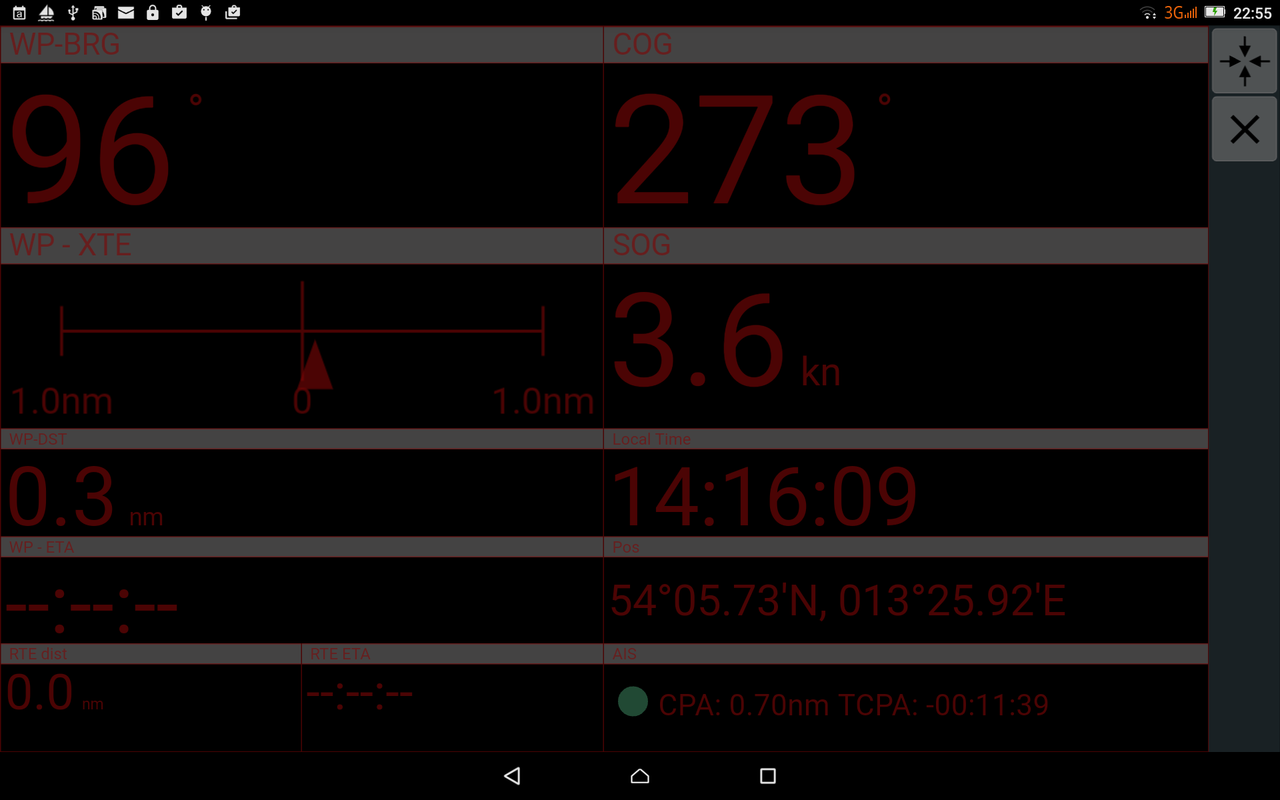 3G 22:55
WP-BRG
96°
COG
273°
WP - XTE
1.0nm 0 1.0nm
SOG
3.6 kn
WP-DST
0.3 nm
Local Time
14:16:09
WP - ETA
--:--:--
Pos
54°05.73'N, 013°25.92'E
RTE dist
0.0 nm
RTE ETA
--:--:--
AIS
CPA: 0.70nm TCPA: -00:11:39